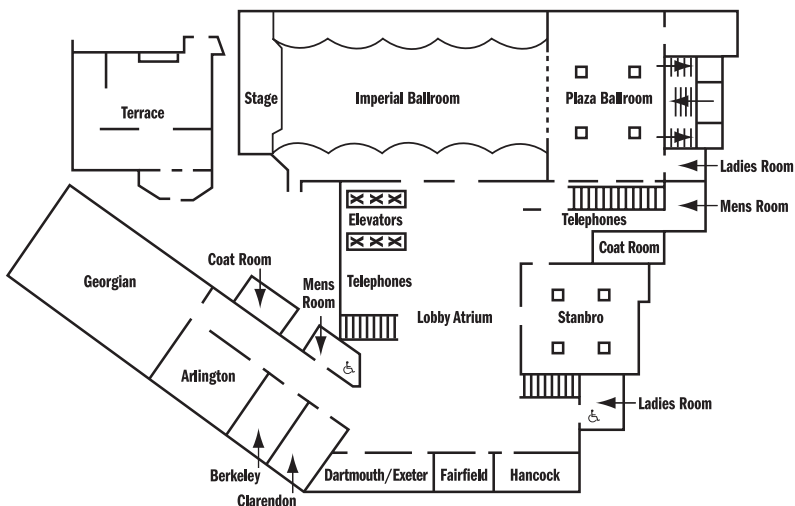 Stage
Imperial Ballroom
Plaza Ballroom
Terrace
Ladies Room
Mens Room
Elevators
Telephones
Coat Room
Coat Room
Georgian
Mens
Room
Telephones
Lobby Atrium
Stanbro
Arlington
Ladies Room
Berkeley
Clarendon
Dartmouth/Exeter
Fairfield
Hancock